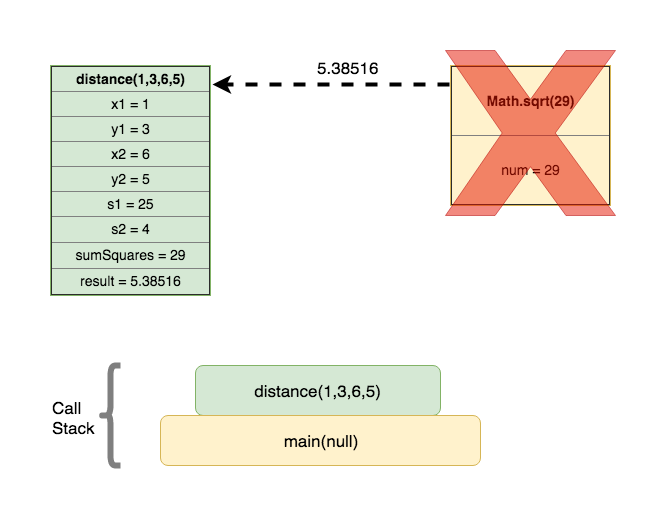 distance(1,3,6,5)
x1 = 1
y1 = 3
x2 = 6
y2 = 5
s1 = 25
s2 = 4
sumSquares = 29
result = 5.38516
5.38516
Math.sqrt(29)
num = 29
Call
Stack
distance(1,3,6,5)
main(null)